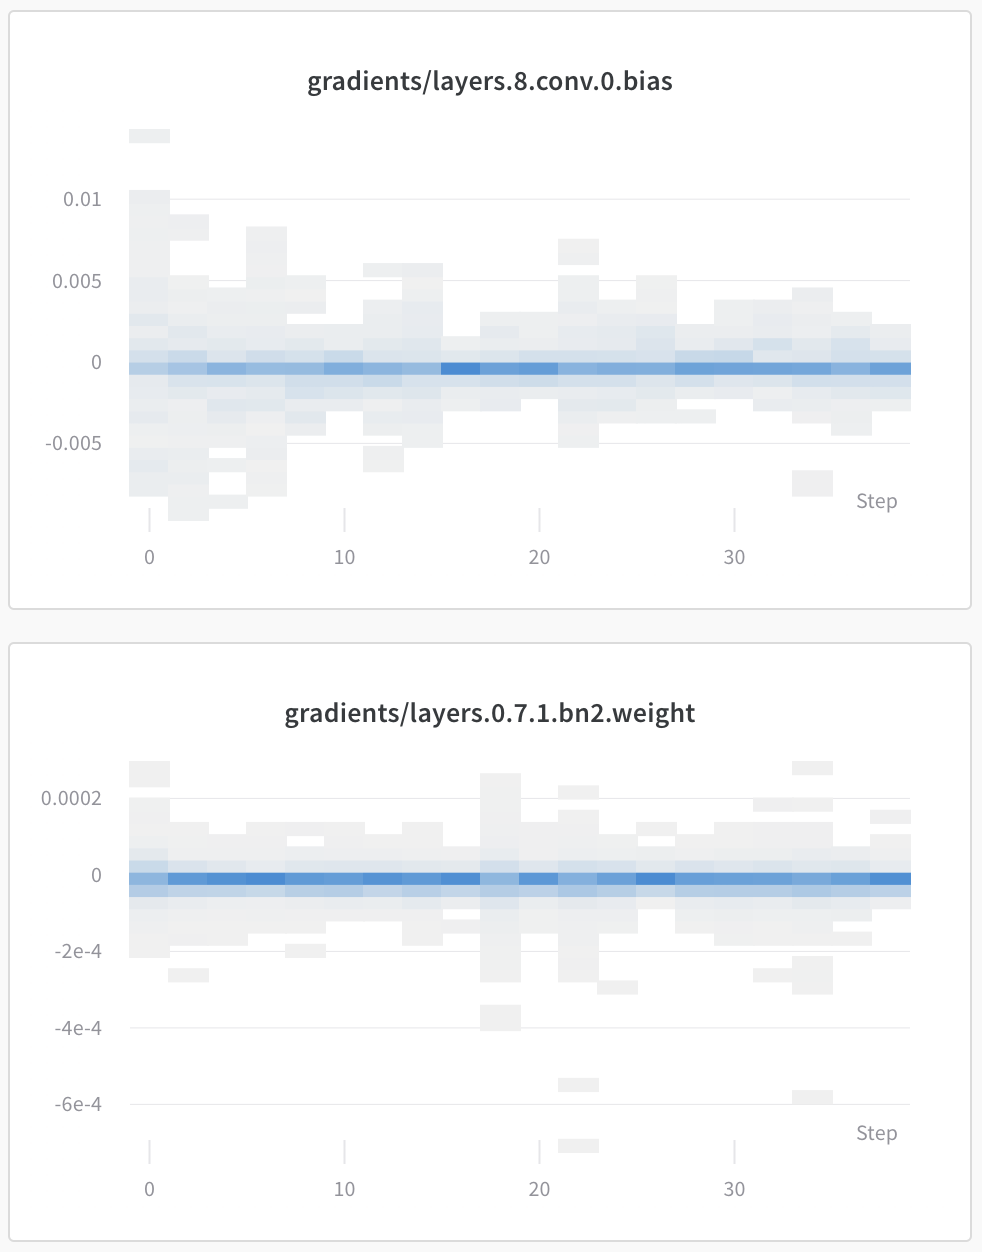 gradients/layers.8.conv.0.bias
0.01
0.005
0
-0.005
Step
0 10 20 30
gradients/layers.0.7.1.bn2.weight
0.0002
0
-2e-4
-4e-4
-6e-4
Step
0 10 20 30